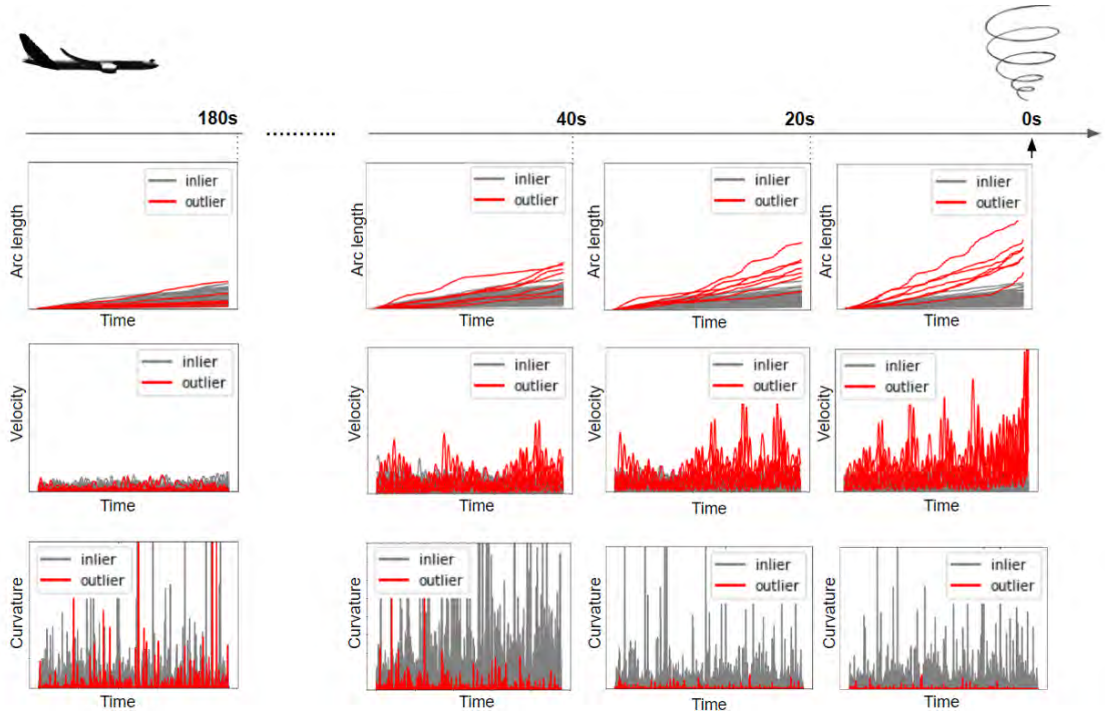 180s
40s
20s
0s
Arc length
inlier
outlier
Time
Arc length
inlier
outlier
Time
Arc length
inlier
outlier
Time
Arc length
inlier
outlier
Time
Velocity
inlier
outlier
Time
Velocity
inlier
outlier
Time
Velocity
inlier
outlier
Time
Velocity
inlier
outlier
Time
Curvature
inlier
outlier
Time
Curvature
inlier
outlier
Time
Curvature
inlier
outlier
Time
Curvature
inlier
outlier
Time